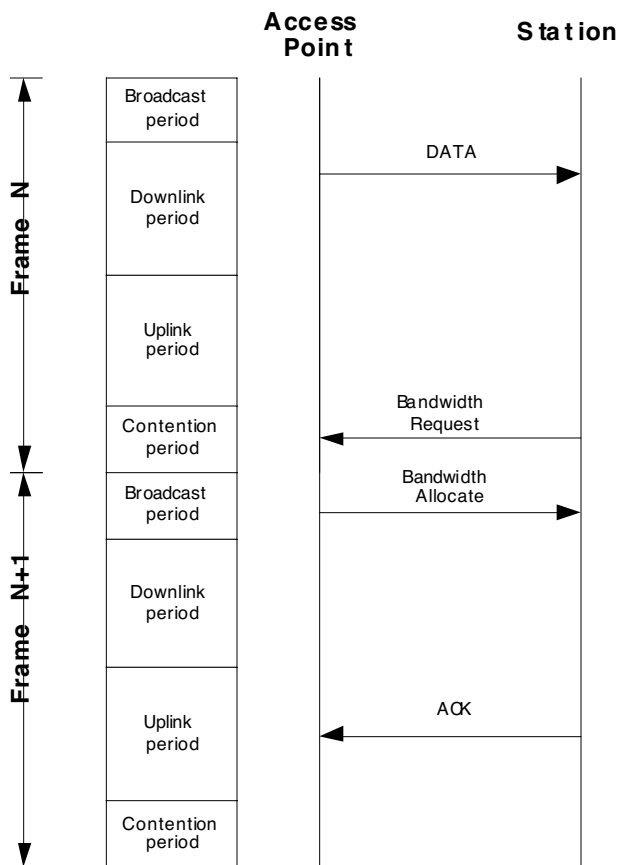 Access
Point
Station
Frame N
Broadcast
period
DATA
Downlink
period
Uplink
period
Bandwidth
Request
Contention
period
Frame N+1
Broadcast
period
Bandwidth
Allocate
Downlink
period
Uplink
period
ACK
Contention
period